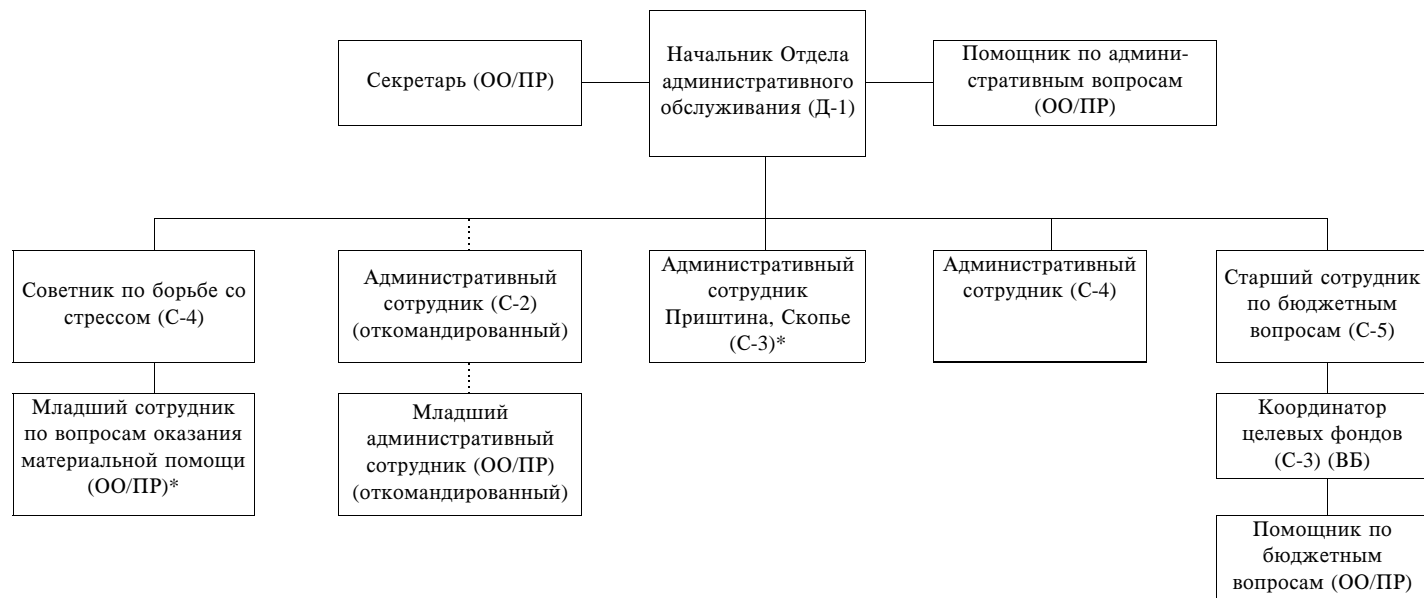 Секретарь (ОО/ПР)
Начальник Отдела
административного
обслуживания (Д-1)
Помощник по админи-
стративным вопросам
(ОО/ПР)
Советник по борьбе со
стрессом (С-4)
Административный
сотрудник (С-2)
(откомандированный)
Административный
сотрудник
Приштина, Скопье
(С-3)*
Административный
сотрудник (С-4)
Старший сотрудник
по бюджетным
вопросам (С-5)
Младший сотрудник
по вопросам оказания
материальной помощи
(ОО/ПР)*
Младший
административный
сотрудник (ОО/ПР)
(откомандированный)
Координатор
целевых фондов
(С-3) (ВБ)
Помощник по
бюджетным
вопросам (ОО/ПР)